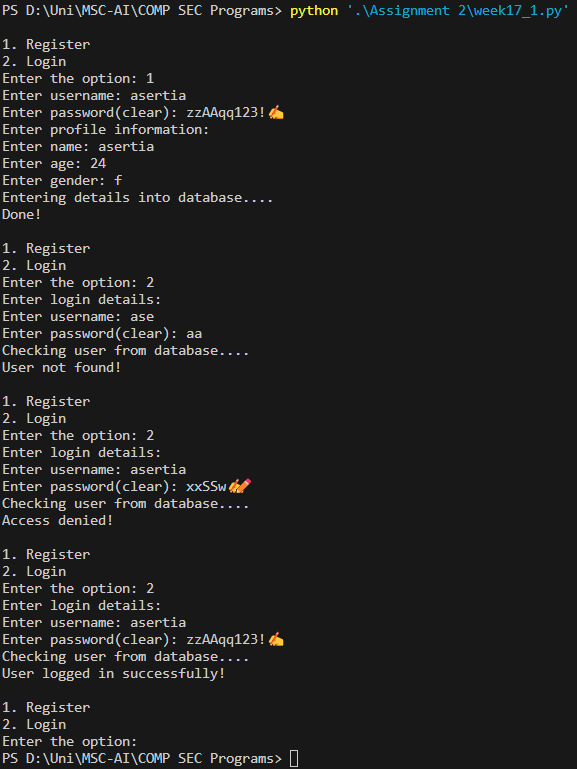 PS D:\Uni\MSC-AI\COMP SEC Programs> python '.\Assignment 2\week17_1.py'
1. Register
2. Login
Enter the option: 1
Enter username: asertia
Enter password(clear): zzAAqq123!✍️
Enter profile information:
Enter name: asertia
Enter age: 24
Enter gender: f
Entering details into database....
Done!
1. Register
2. Login
Enter the option: 2
Enter login details:
Enter username: ase
Enter password(clear): aa
Checking user from database....
User not found!
1. Register
2. Login
Enter the option: 2
Enter login details:
Enter username: asertia
Enter password(clear): xxSSw✍️✏️
Checking user from database....
Access denied!
1. Register
2. Login
Enter the option: 2
Enter login details:
Enter username: asertia
Enter password(clear): zzAAqq123!✍️
Checking user from database....
User logged in successfully!
1. Register
2. Login
Enter the option:
PS D:\Uni\MSC-AI\COMP SEC Programs>